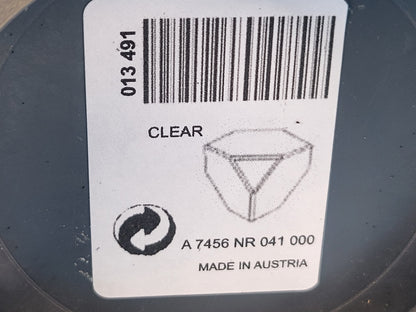 013 491
CLEAR
A 7456 NR 041 000
MADE IN AUSTRIA